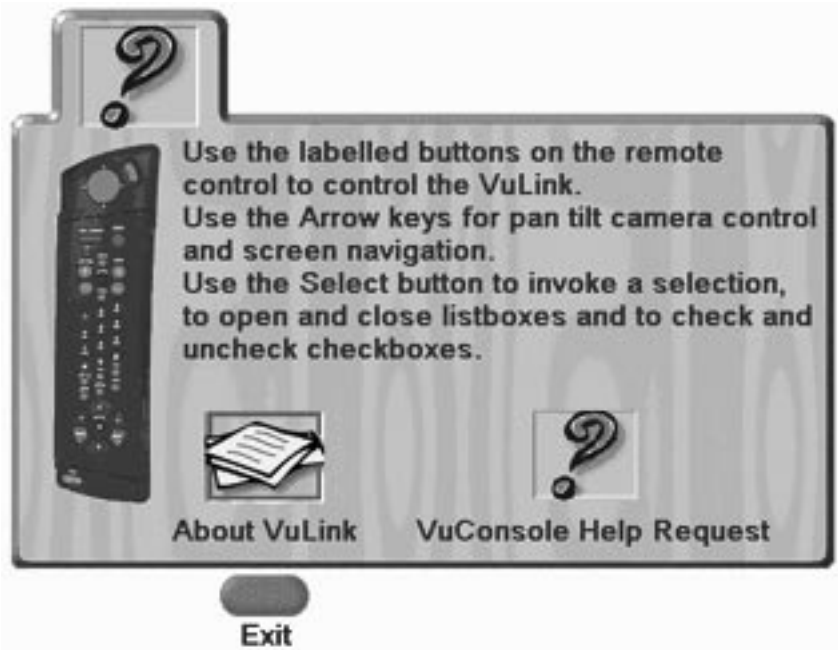 Use the labelled buttons on the remote
control to control the VuLink.
Use the Arrow keys for pan tilt camera control
and screen navigation.
Use the Select button to invoke a selection,
to open and close listboxes and to check and
uncheck checkboxes.
About VuLink
VuConsole Help Request
Exit